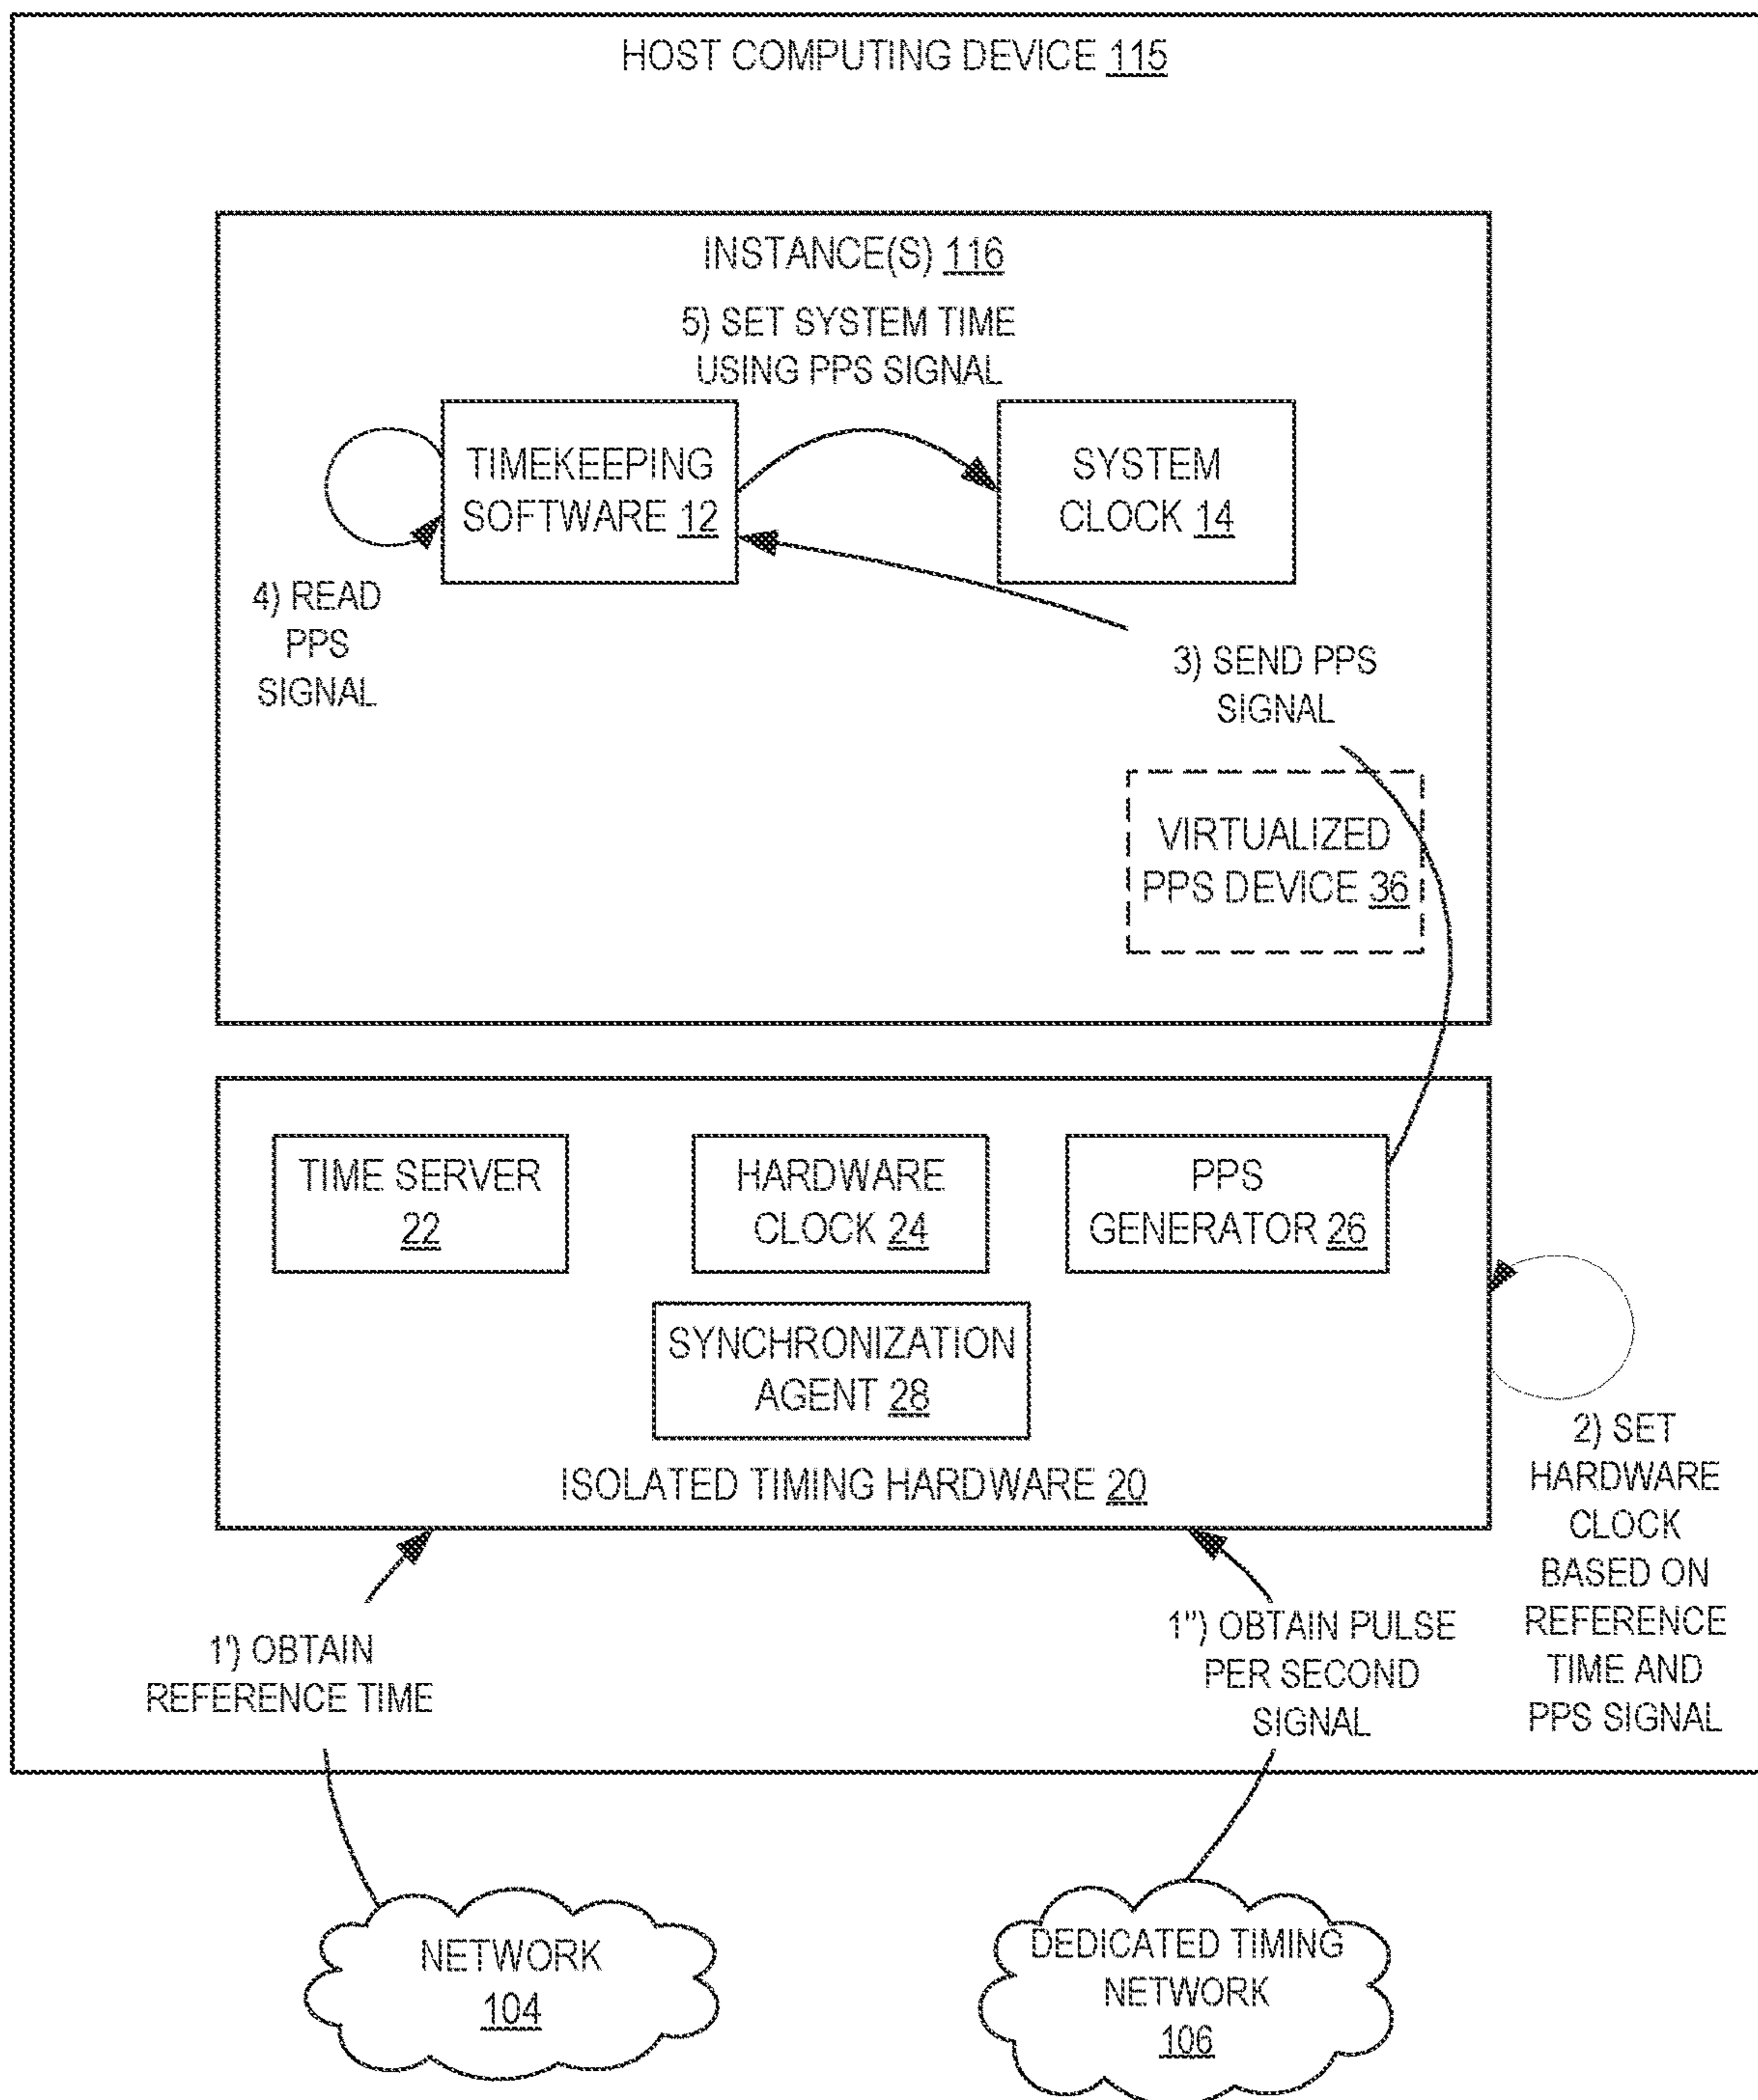 HOST COMPUTING DEVICE 115
INSTANCE(S) 116
5) SET SYSTEM TIME
USING PPS SIGNAL
TIMEKEEPING
SOFTWARE 12
SYSTEM
CLOCK 14
4) READ
PPS
SIGNAL
3) SEND PPS
SIGNAL
VIRTUALIZED
PPS DEVICE 36
TIME SERVER
22
HARDWARE
CLOCK 24
PPS
GENERATOR 26
SYNCHRONIZATION
AGENT 28
ISOLATED TIMING HARDWARE 20
2) SET
HARDWARE
CLOCK
BASED ON
REFERENCE
TIME AND
PPS SIGNAL
1') OBTAIN
REFERENCE TIME
1") OBTAIN PULSE
PER SECOND
SIGNAL
NETWORK
104
DEDICATED TIMING
NETWORK
106